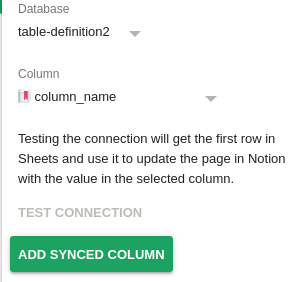 Database
table-definition2
Column
column_name
Testing the connection will get the first row in
Sheets and use it to update the page in Notion
with the value in the selected column.
TEST CONNECTION
ADD SYNCED COLUMN